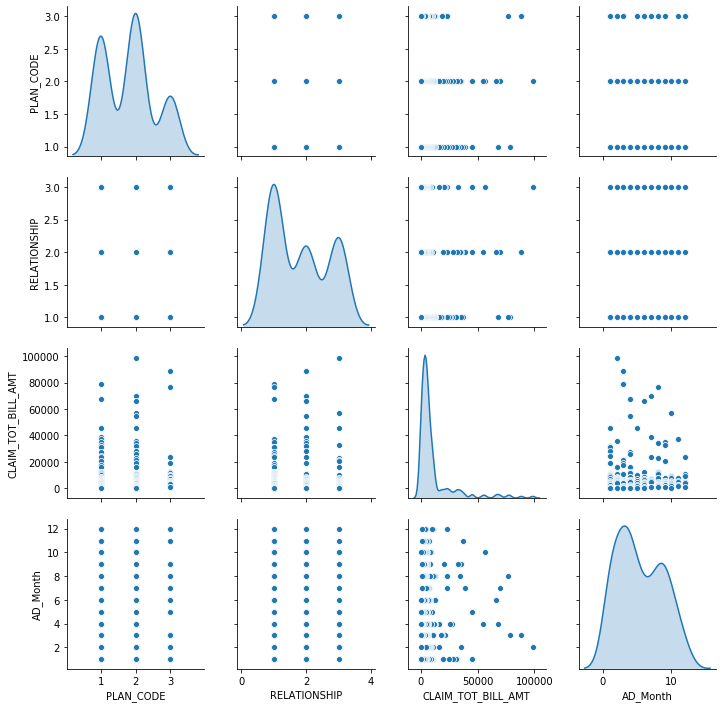 3.0
2.5
2.0
1.5
1.0
PLAN_CODE
3.0
2.5
2.0
1.5
1.0
RELATIONSHIP
100000
80000
60000
40000
20000
0
CLAIM_TOT_BILL_AMT
12
10
8
6
4
2
AD_Month
1 2 3
PLAN_CODE
0 2 4
RELATIONSHIP
0 50000 100000
CLAIM_TOT_BILL_AMT
0 10
AD_Month